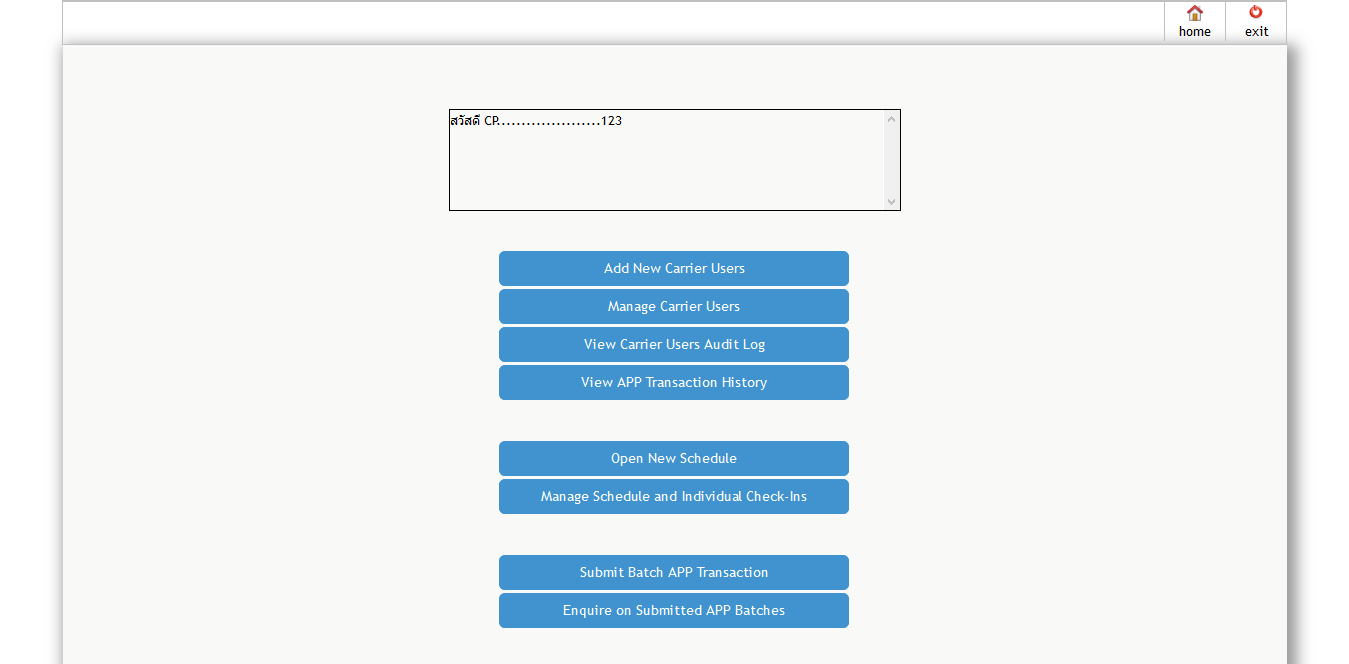 home
exit
สวัสดี CP.....................123
Add New Carrier Users
Manage Carrier Users
View Carrier Users Audit Log
View APP Transaction History
Open New Schedule
Manage Schedule and Individual Check-Ins
Submit Batch APP Transaction
Enquire on Submitted APP Batches